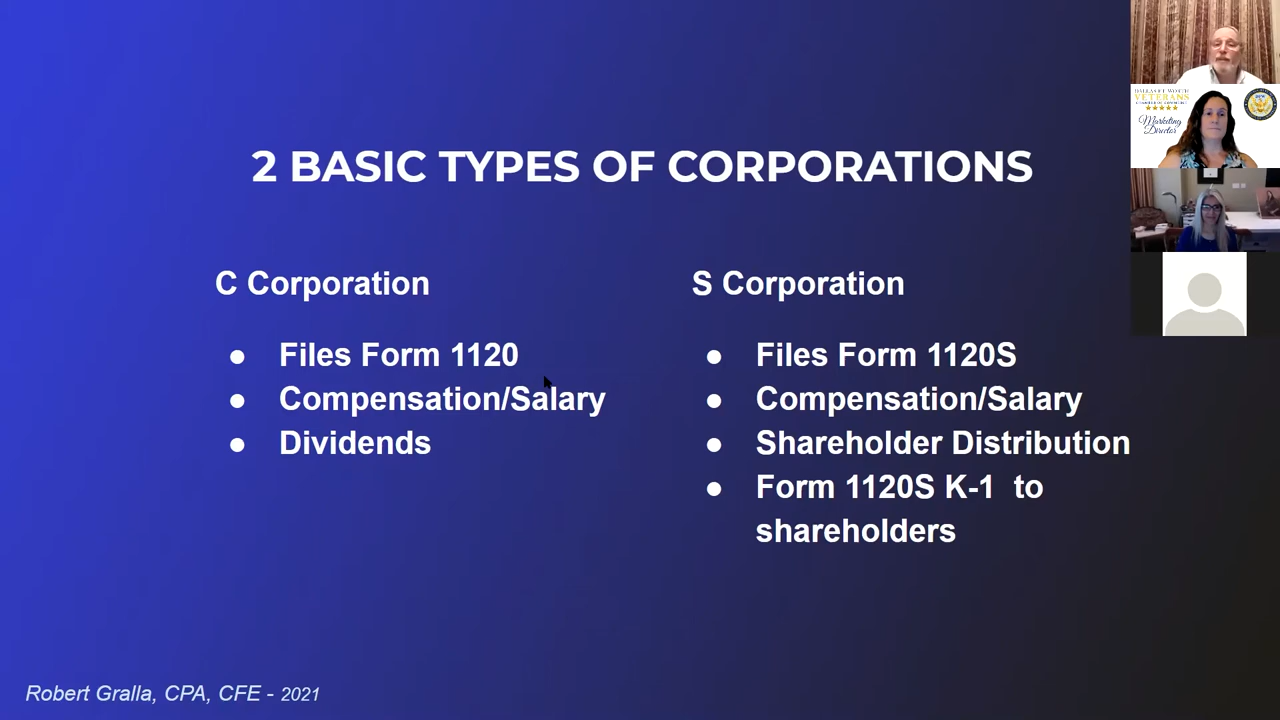 2 BASIC TYPES OF CORPORATIONS
C Corporation
● Files Form 1120
● Compensation/Salary
● Dividends
S Corporation
● Files Form 1120S
● Compensation/Salary
● Shareholder Distribution
● Form 1120S K-1 to
shareholders
Robert Gralla, CPA, CFE - 2021
VETERANS
Marketing
Director